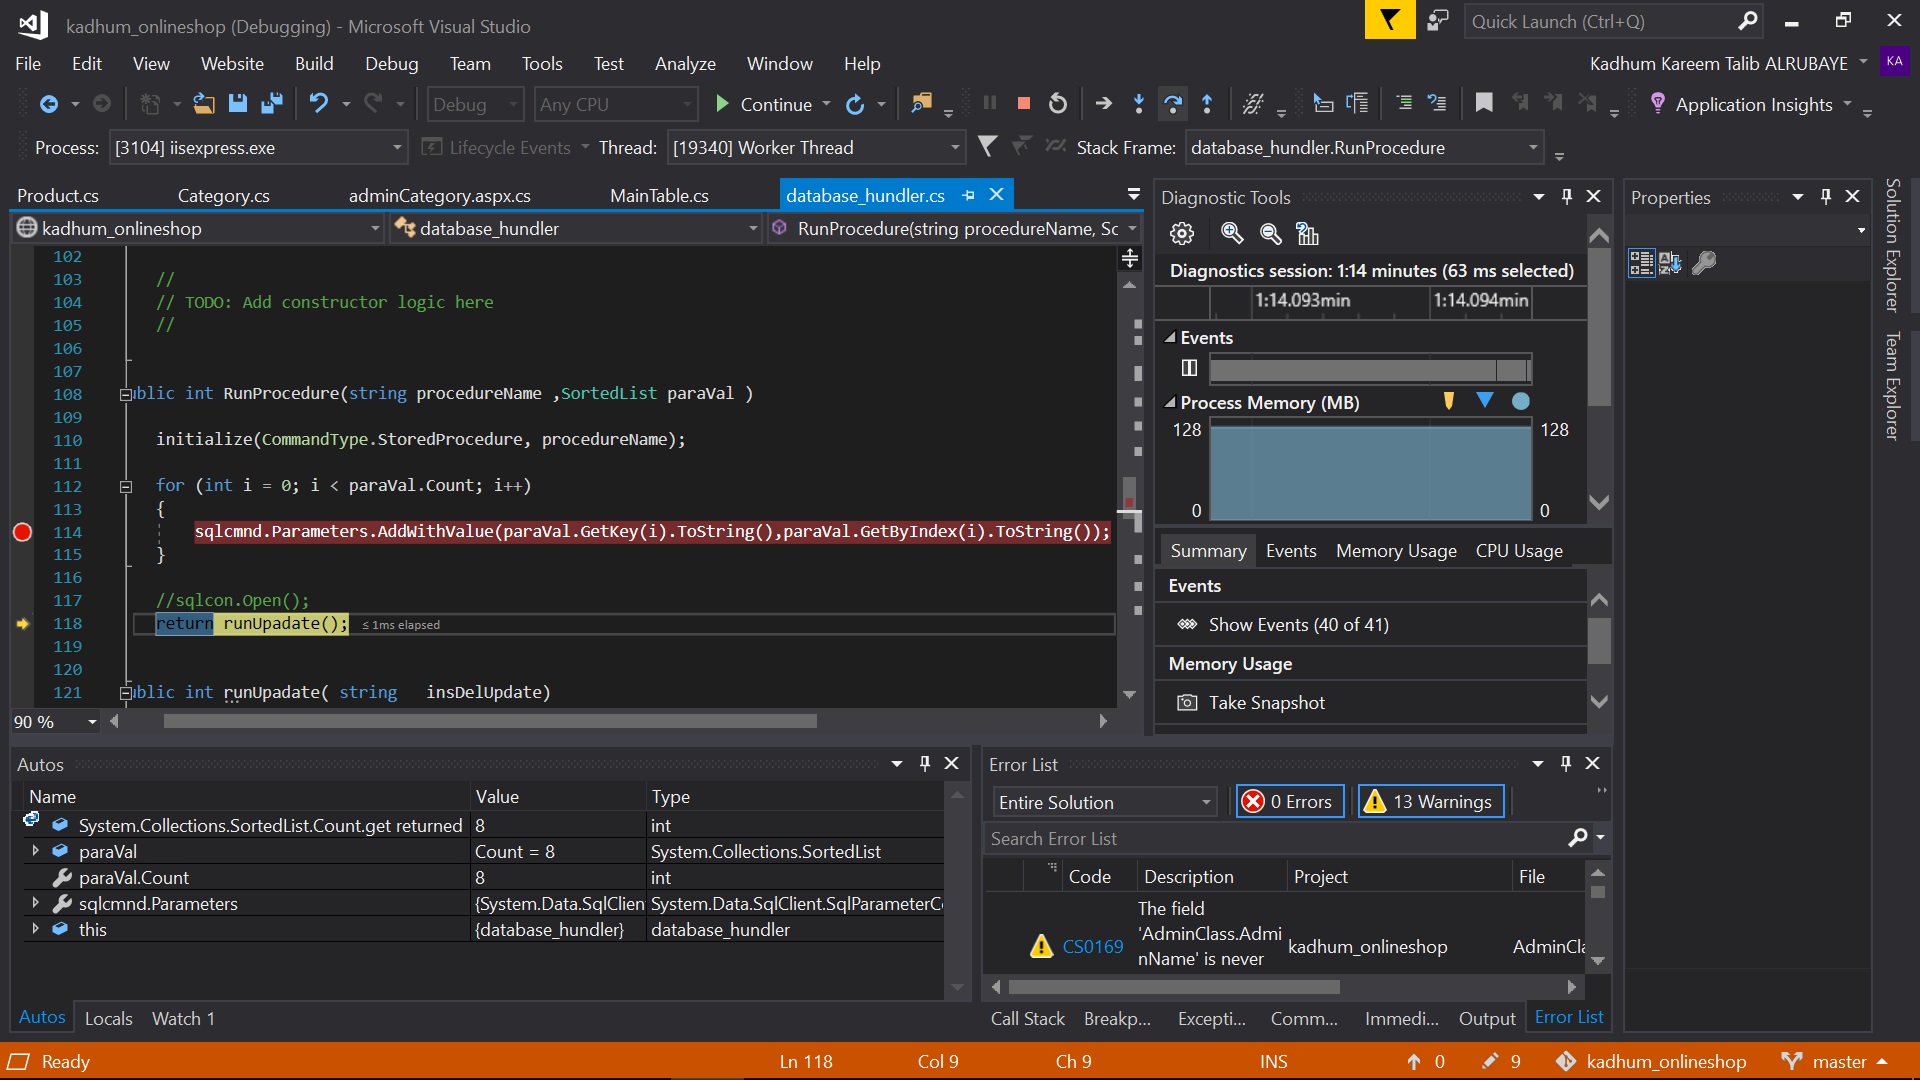 kadhum_onlineshop (Debugging) - Microsoft Visual Studio
Quick Launch (Ctrl+Q)
File Edit View Website Build Debug Team Tools Test Analyze Window Help
Kadhum Kareem Talib ALRUBAYE KA
Debug Any CPU Continue Application Insights
Process: [3104] iisexpress.exe Lifecycle Events Thread: [19340] Worker Thread Stack Frame: database_hundler.RunProcedure
Product.cs Category.cs adminCategory.aspx.cs MainTable.cs database_hundler.cs
kadhum_onlineshop database_hundler RunProcedure(string procedureName, Sc
102
103 //
104 // TODO: Add constructor logic here
105 //
106
107
108 ublic int RunProcedure(string procedureName ,SortedList paraVal )
109
110 initialize(CommandType.StoredProcedure, procedureName);
111
112 for (int i = 0; i < paraVal.Count; i++)
113 {
114 sqlcmnd.Parameters.AddWithValue(paraVal.GetKey(i).ToString(),paraVal.GetByIndex(i).ToString());
115 }
116
117 //sqlcon.Open();
118 return runUpadate(); ≤ 1ms elapsed
119
120
121 ublic int runUpadate( string insDelUpdate)
90 %
Diagnostic Tools
Diagnostics session: 1:14 minutes (63 ms selected)
1:14.093min 1:14.094min
Events
Process Memory (MB)
128 128
0 0
Summary Events Memory Usage CPU Usage
Events
Show Events (40 of 41)
Memory Usage
Take Snapshot
Properties
Solution Explorer
Team Explorer
Autos
Name Value Type
System.Collections.SortedList.Count.get returned 8 int
paraVal Count = 8 System.Collections.SortedList
paraVal.Count 8 int
sqlcmnd.Parameters {System.Data.SqlClien System.Data.SqlClient.SqlParameterCo
this {database_hundler} database_hundler
Autos Locals Watch 1
Error List
Entire Solution 0 Errors 13 Warnings
Search Error List
Code Description Project File
The field
'AdminClass.Admi
nName' is never
CS0169 kadhum_onlineshop AdminCla
Call Stack Breakp... Excepti... Comm... Immedi... Output Error List
Ready Ln 118 Col 9 Ch 9 INS 0 9 kadhum_onlineshop master